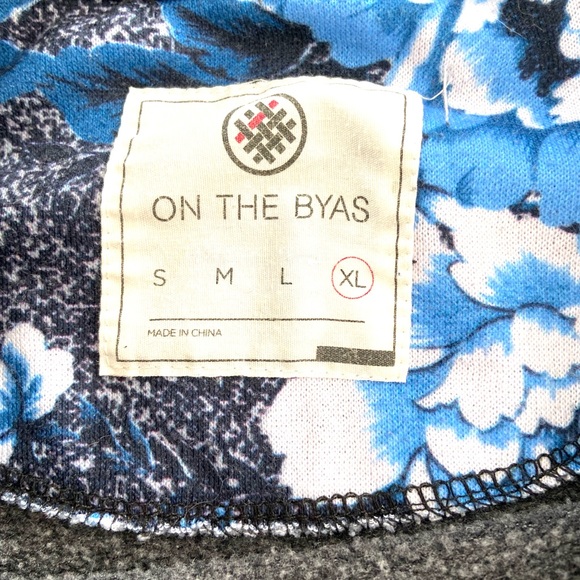 ON THE BYAS
S M L XL
MADE IN CHINA